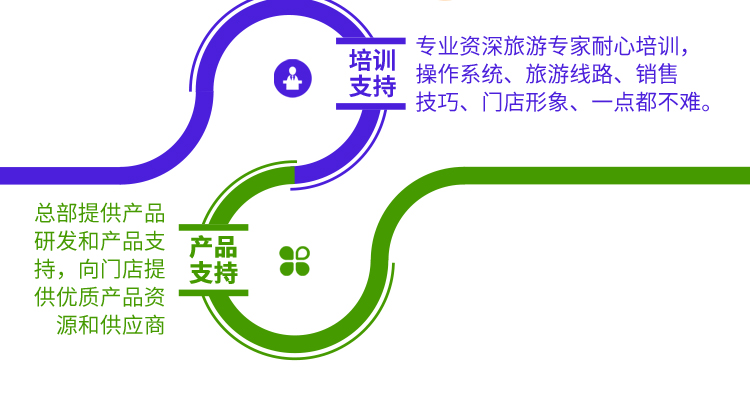 培训
支持
专业资深旅游专家耐心培训，
操作系统、旅游线路、销售
技巧、门店形象、一点都不难。
总部提供产品
研发和产品支
持，向门店提
供优质产品资
源和供应商
产品
支持